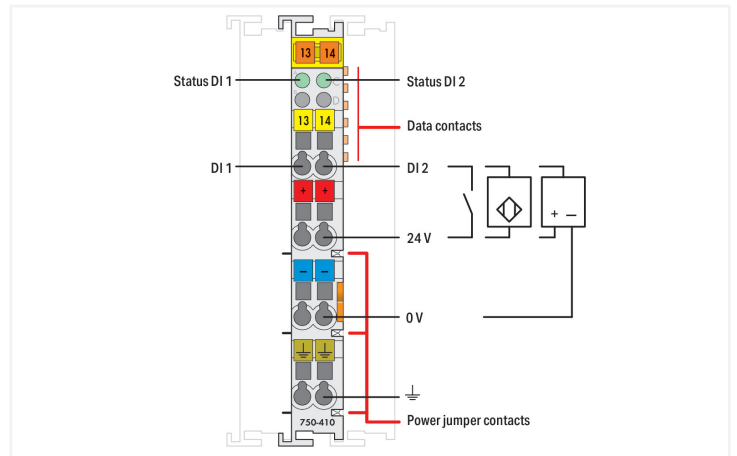 13 14
Status DI 1
Status DI 2
C
D
13 14
Data contacts
DI 1
DI 2
+ +
+ −
24 V
− −
0 V
750-410
Power jumper contacts